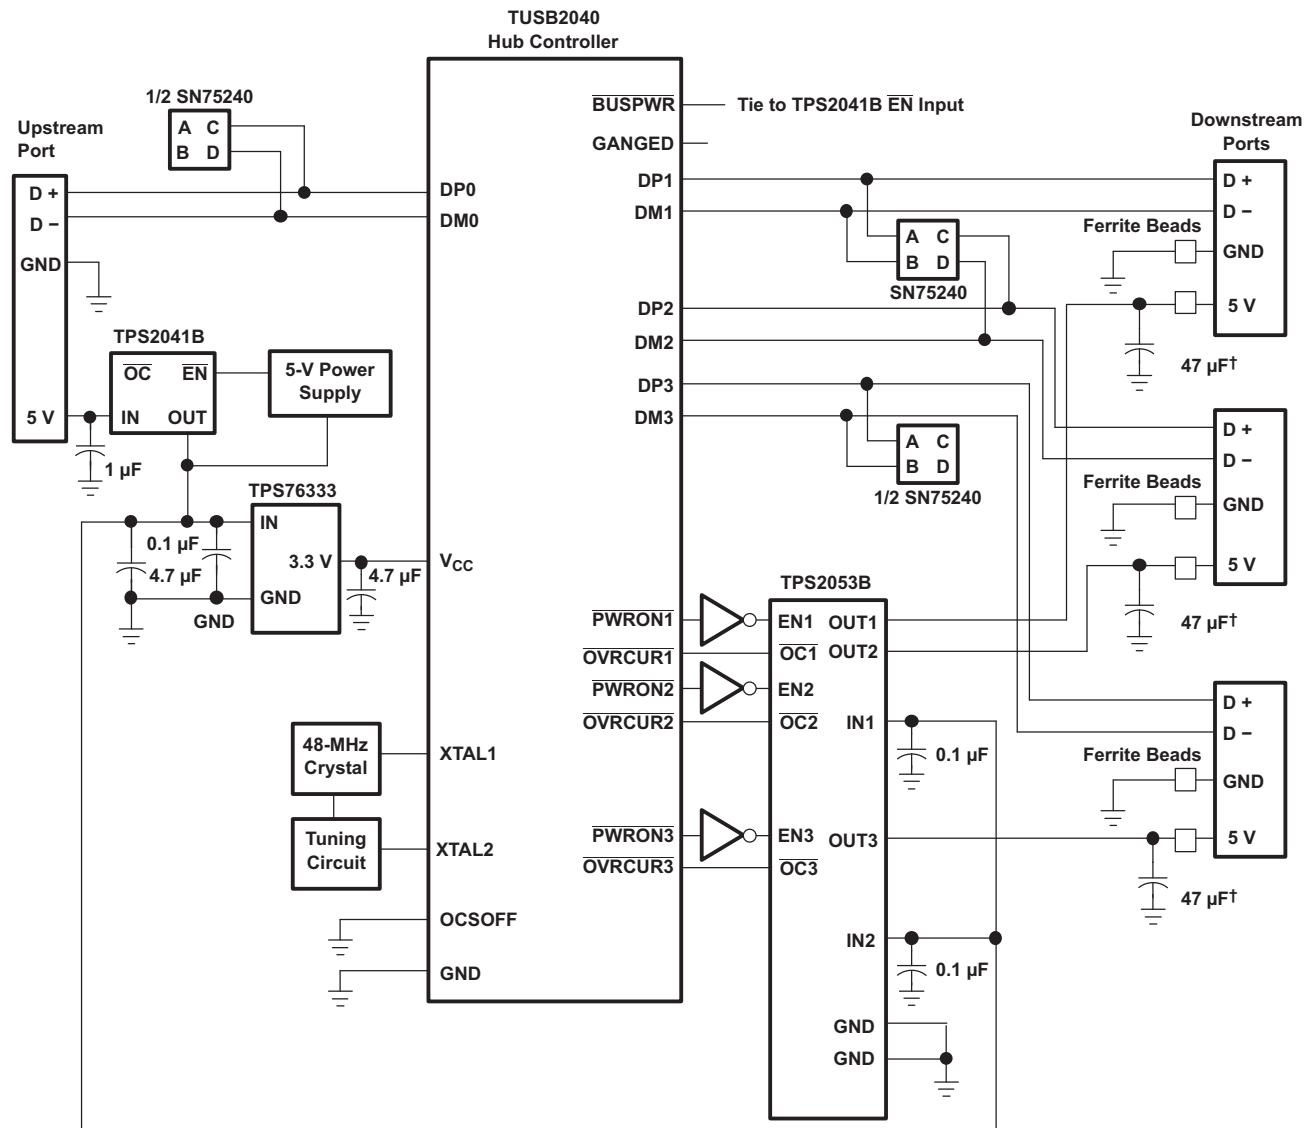 TUSB2040
Hub Controller
1/2 SN75240
A C
B D
Upstream
Port
D +
D −
GND
5 V
TPS2041B
OC EN
IN OUT
5-V Power
Supply
1 µF
TPS76333
IN
3.3 V
GND
0.1 µF
4.7 µF
GND
4.7 µF
48-MHz
Crystal
Tuning
Circuit
DP0
DM0
VCC
XTAL1
XTAL2
OCSOFF
GND
BUSPWR
Tie to TPS2041B EN Input
GANGED
DP1
DM1
DP2
DM2
DP3
DM3
PWRON1
OVRCUR1
PWRON2
OVRCUR2
PWRON3
OVRCUR3
A C
B D
SN75240
A C
B D
1/2 SN75240
TPS2053B
EN1
OC1
EN2
OC2
EN3
OC3
OUT1
OUT2
IN1
OUT3
IN2
GND
GND
0.1 µF
0.1 µF
Downstream
Ports
D +
D −
Ferrite Beads
GND
5 V
47 µF†
D +
D −
Ferrite Beads
GND
5 V
47 µF†
D +
D −
Ferrite Beads
GND
5 V
47 µF†